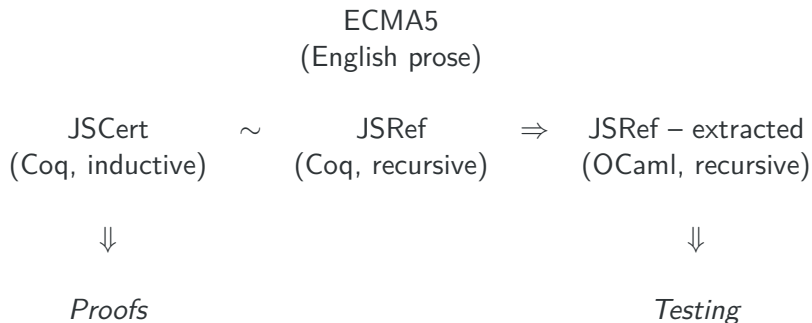 ECMA5
(English prose)
JSCert ∼ JSRef ⇒ JSRef – extracted
(Coq, inductive) (Coq, recursive) (OCaml, recursive)
⇓ ⇓
Proofs Testing